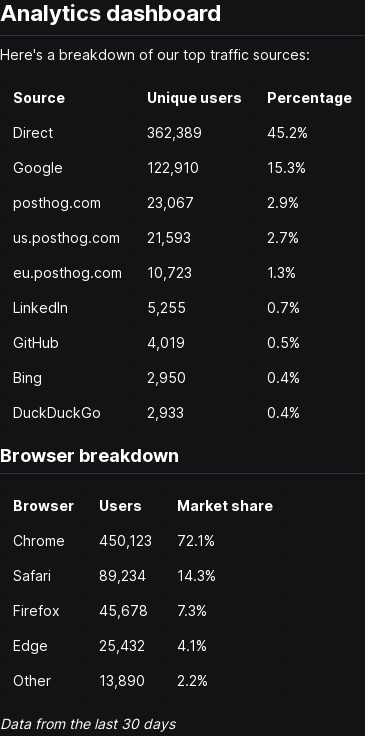 Analytics dashboard
Here's a breakdown of our top traffic sources:
Source Unique users Percentage
Direct 362,389 45.2%
Google 122,910 15.3%
posthog.com 23,067 2.9%
us.posthog.com 21,593 2.7%
eu.posthog.com 10,723 1.3%
LinkedIn 5,255 0.7%
GitHub 4,019 0.5%
Bing 2,950 0.4%
DuckDuckGo 2,933 0.4%
Browser breakdown
Browser Users Market share
Chrome 450,123 72.1%
Safari 89,234 14.3%
Firefox 45,678 7.3%
Edge 25,432 4.1%
Other 13,890 2.2%
Data from the last 30 days